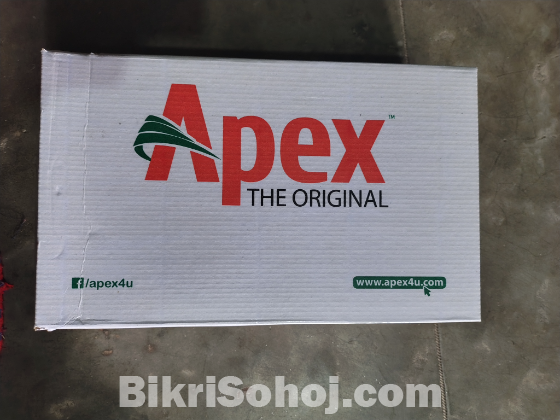 Apex™
THE ORIGINAL
f/apex4u
www.apex4u.com
BikriSohoj.com